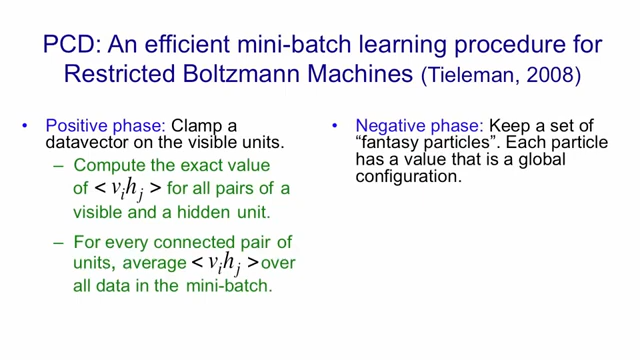 PCD: An efficient mini-batch learning procedure for
Restricted Boltzmann Machines (Tieleman, 2008)
• Positive phase: Clamp a
datavector on the visible units.
– Compute the exact value
of < v_i h_j > for all pairs of a
visible and a hidden unit.
– For every connected pair of
units, average < v_i h_j > over
all data in the mini-batch.
• Negative phase: Keep a set of
“fantasy particles”. Each particle
has a value that is a global
configuration.